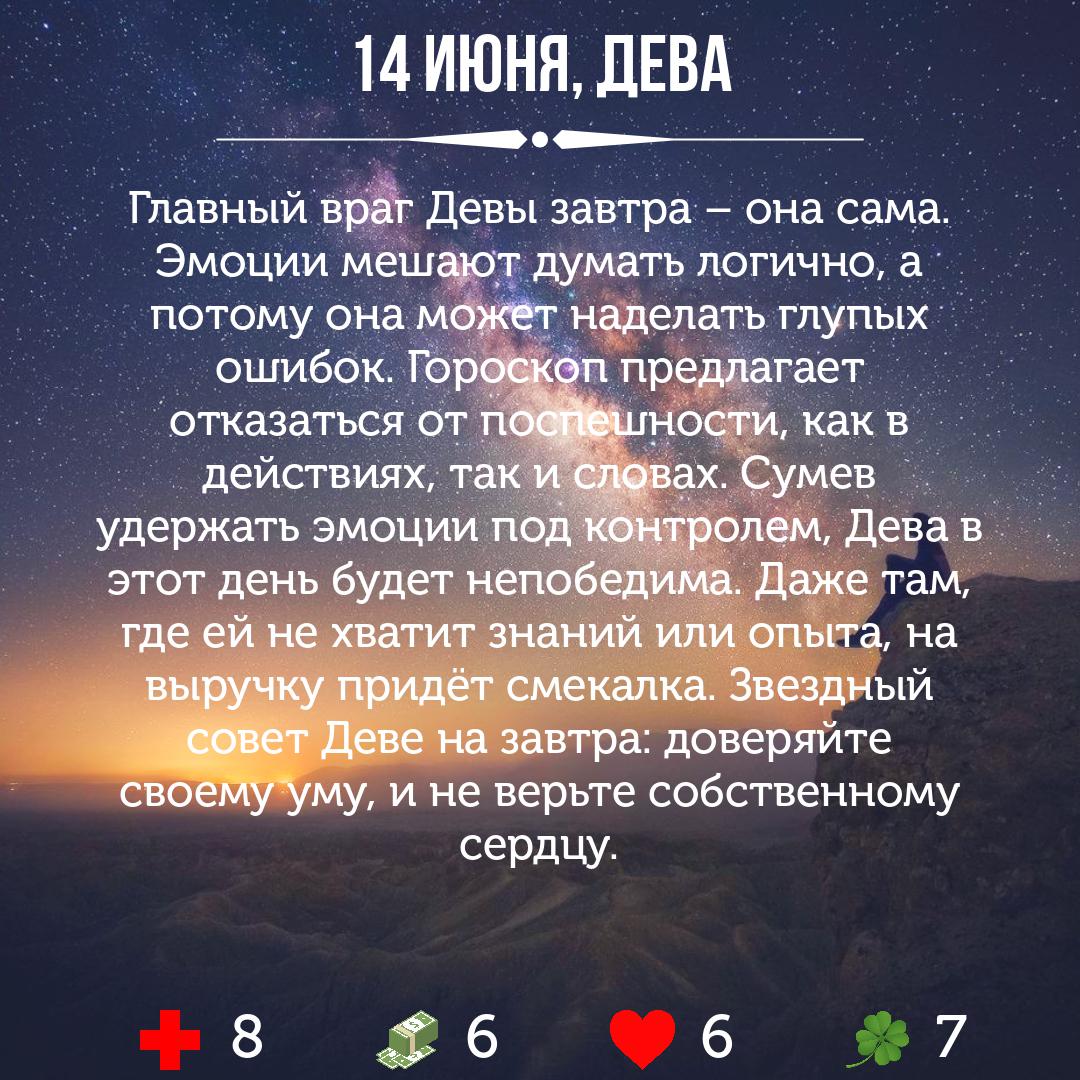 14 ИЮНЯ, ДЕВА
Главный враг Девы завтра – она сама.
Эмоции мешают думать логично, а
потому она может наделать глупых
ошибок. Гороскоп предлагает
отказаться от поспешности, как в
действиях, так и словах. Сумев
удержать эмоции под контролем, Дева в
этот день будет непобедима. Даже там,
где ей не хватит знаний или опыта, на
выручку придёт смекалка. Звездный
совет Деве на завтра: доверяйте
своему уму, и не верьте собственному
сердцу.
8 6 6 7